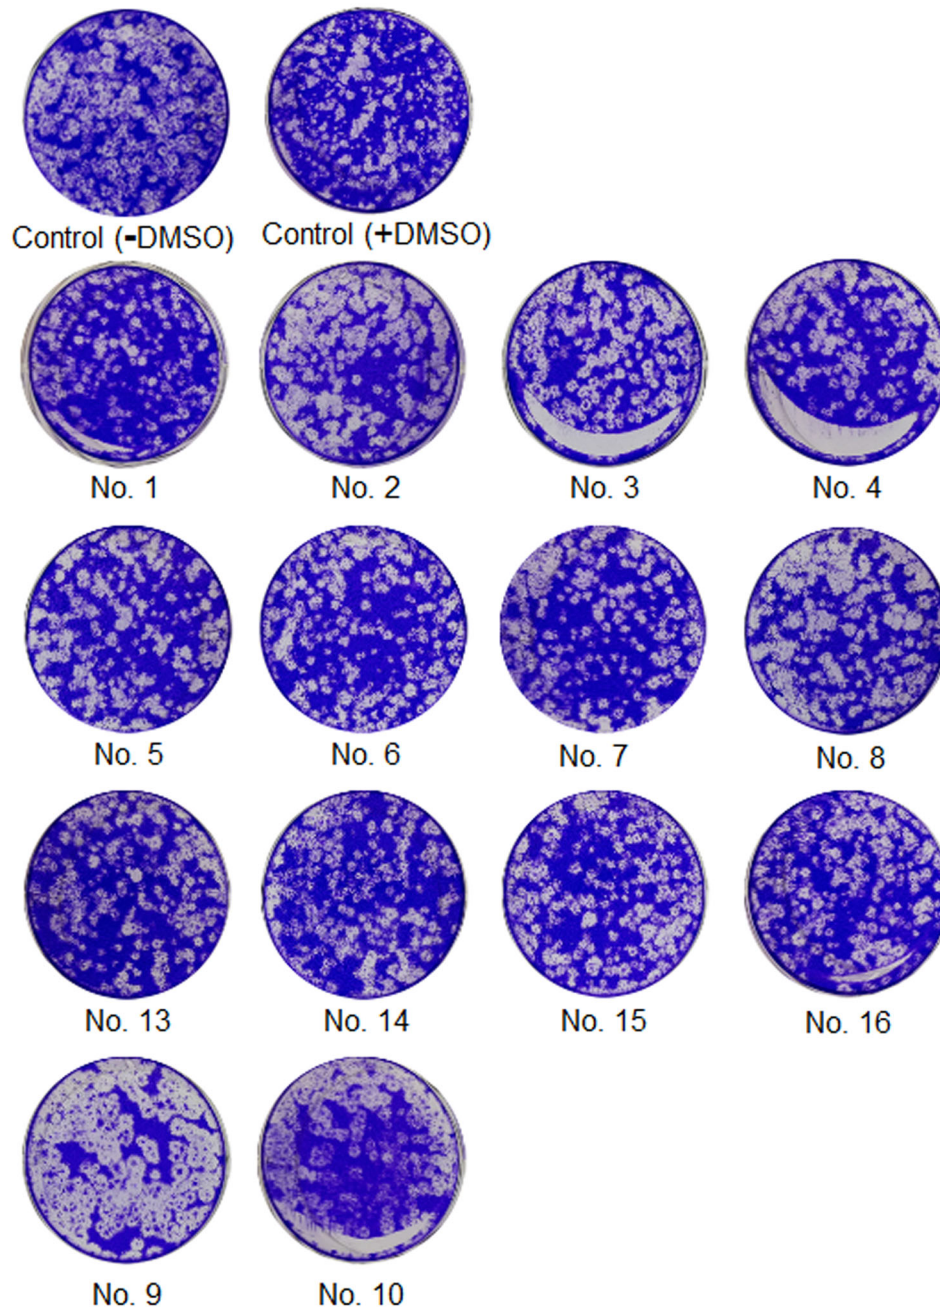 Control (-DMSO) Control (+DMSO)
No. 1 No. 2 No. 3 No. 4
No. 5 No. 6 No. 7 No. 8
No. 13 No. 14 No. 15 No. 16
No. 9 No. 10